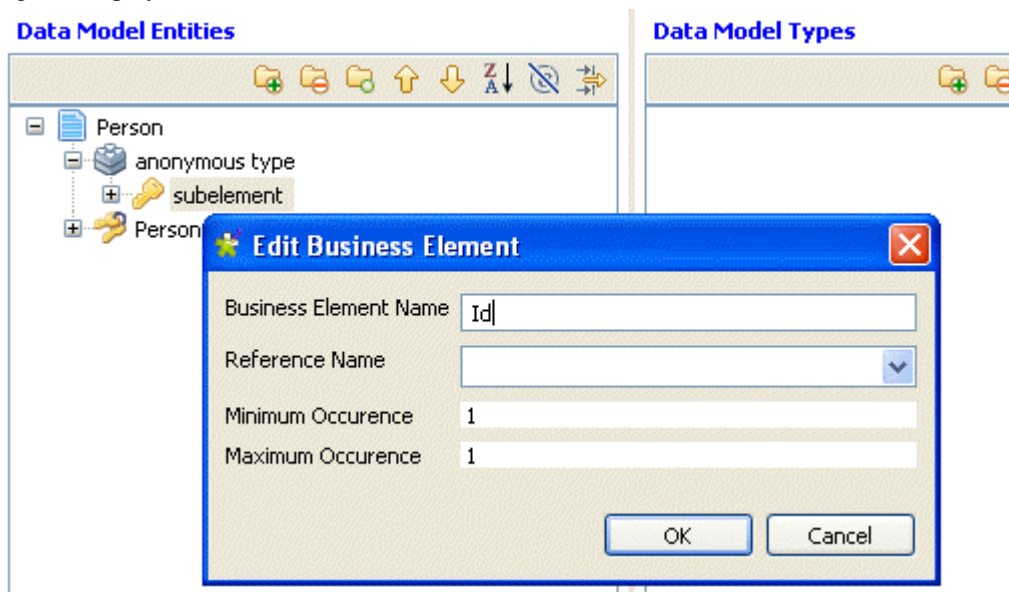 Data Model Entities
Data Model Types
Person
anonymous type
subelement
Person
Edit Business Element
Business Element Name Id
Reference Name
Minimum Occurence 1
Maximum Occurence 1
OK Cancel